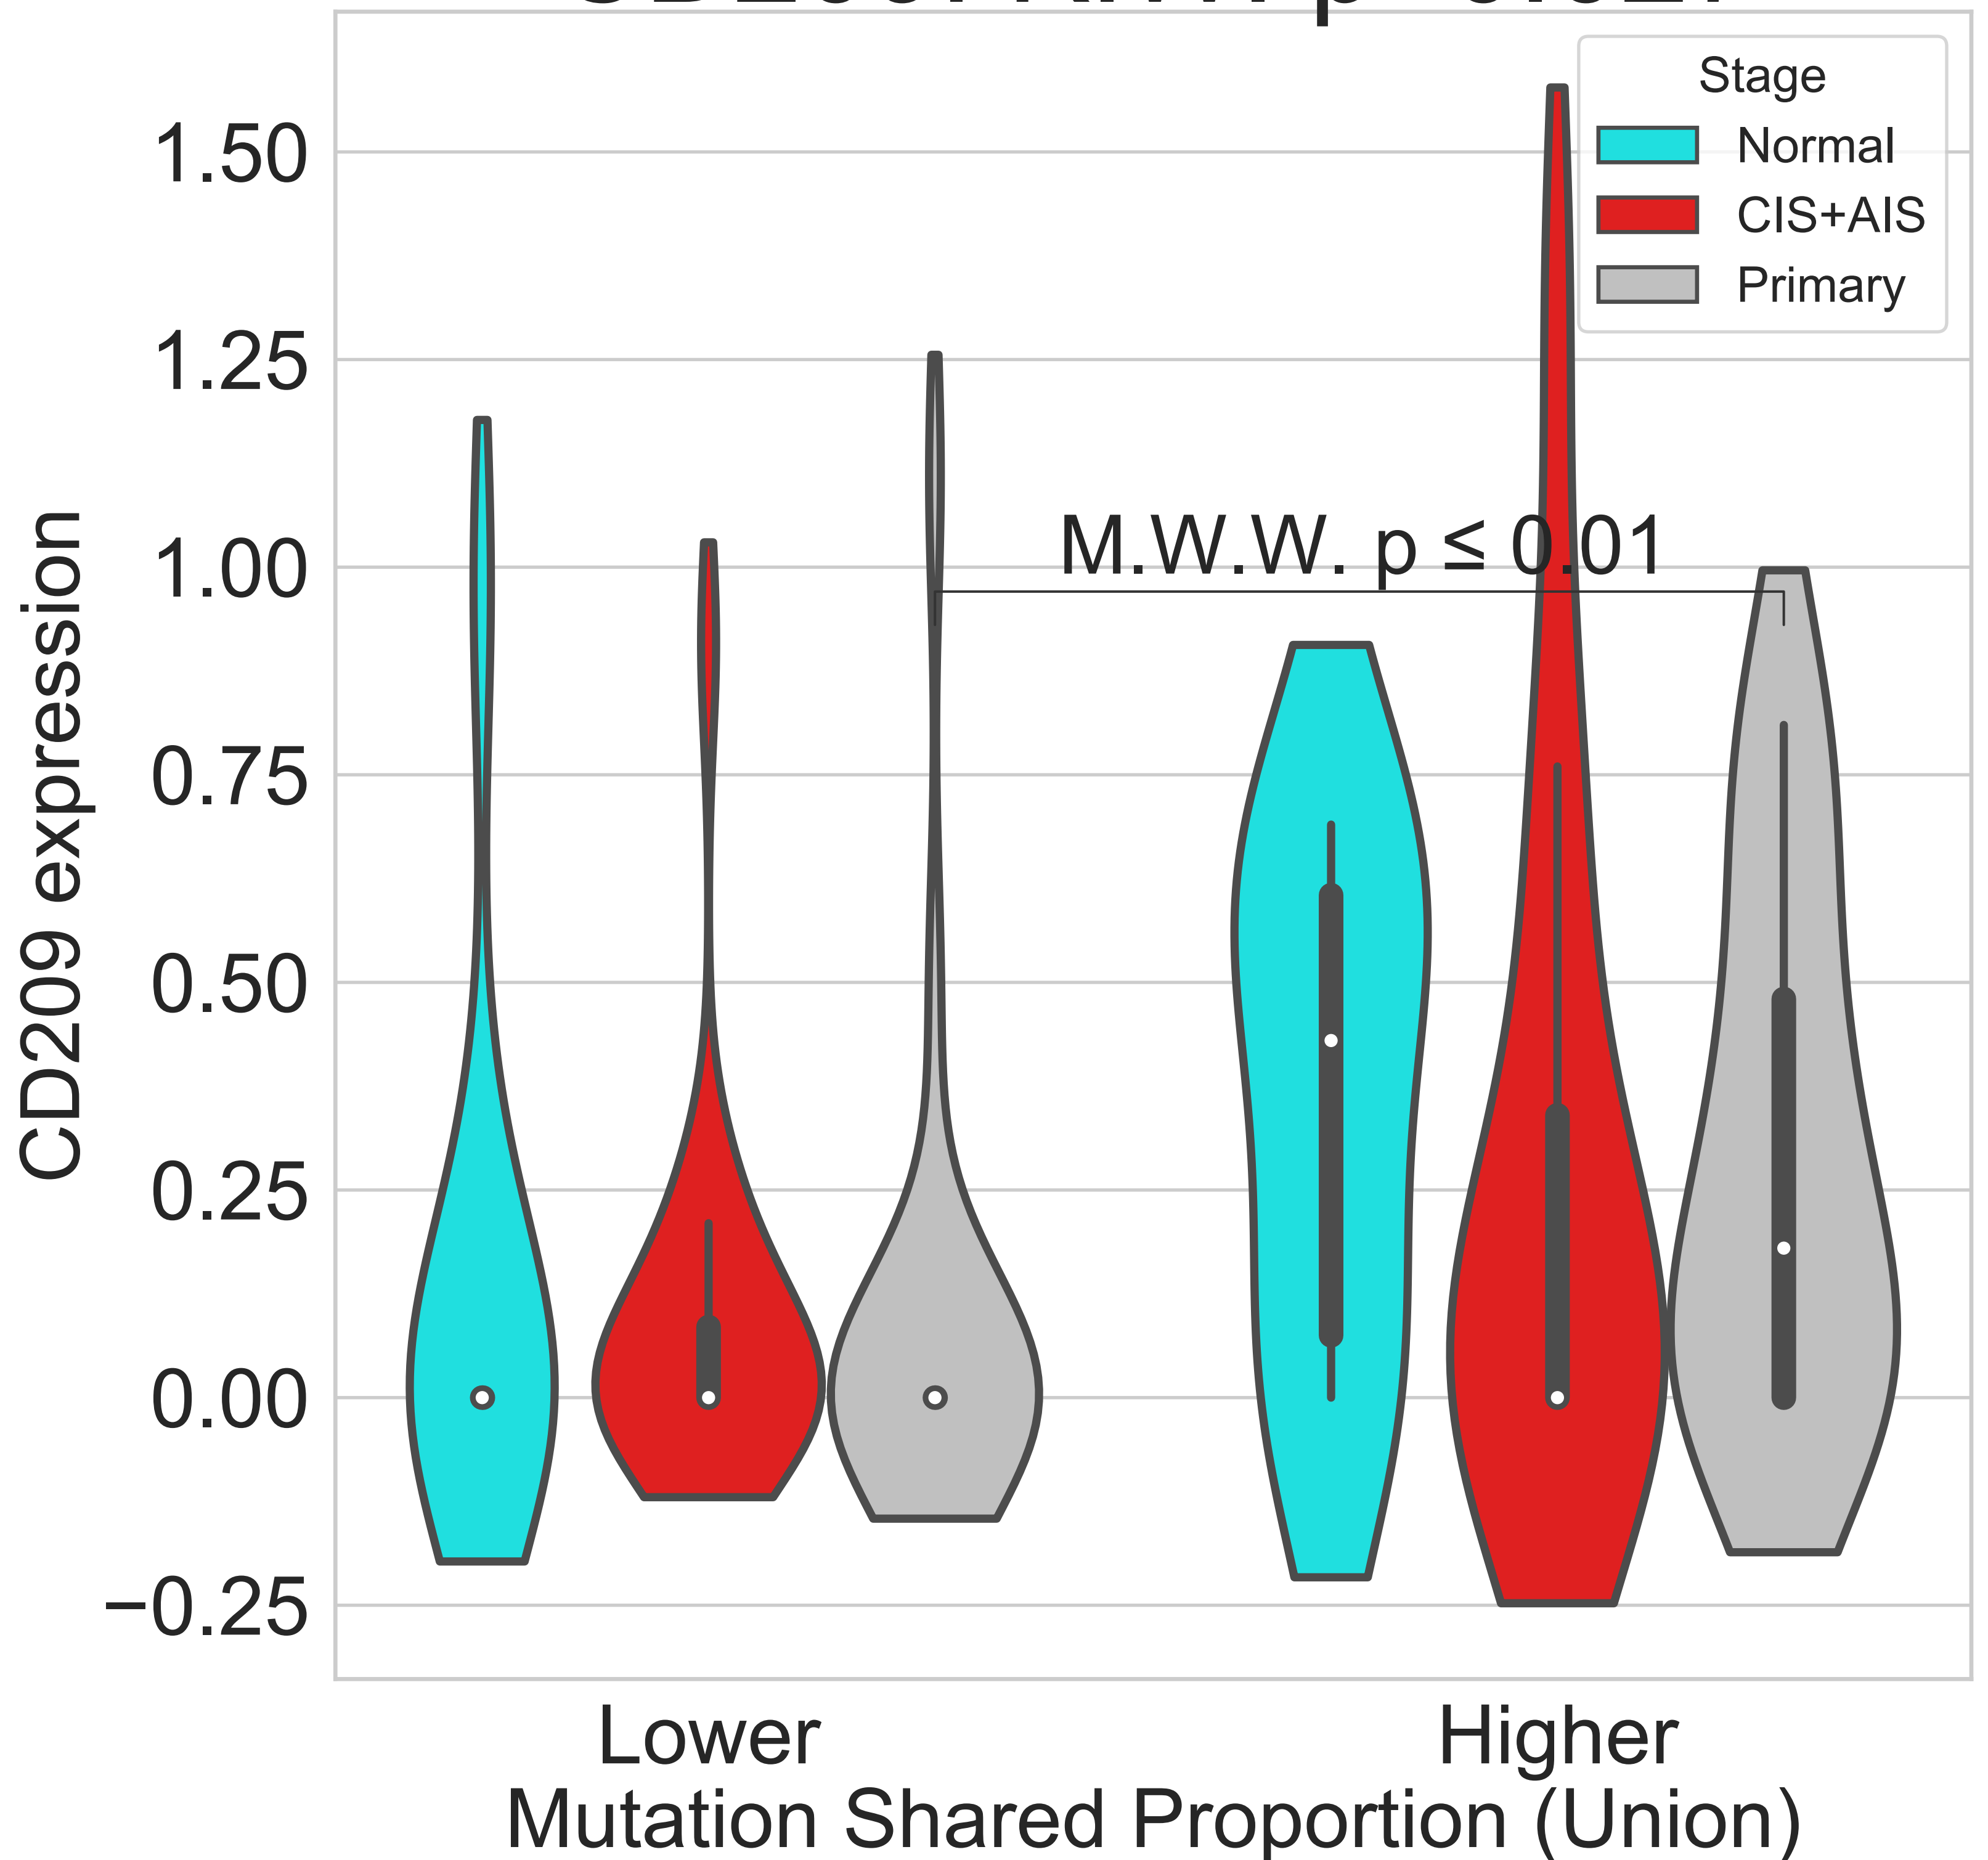 Stage
Normal
CIS+AIS
Primary
1.50
1.25
1.00
0.75
0.50
0.25
0.00
−0.25
CD209 expression
M.W.W. p ≤ 0.01
Lower
Higher
Mutation Shared Proportion (Union)